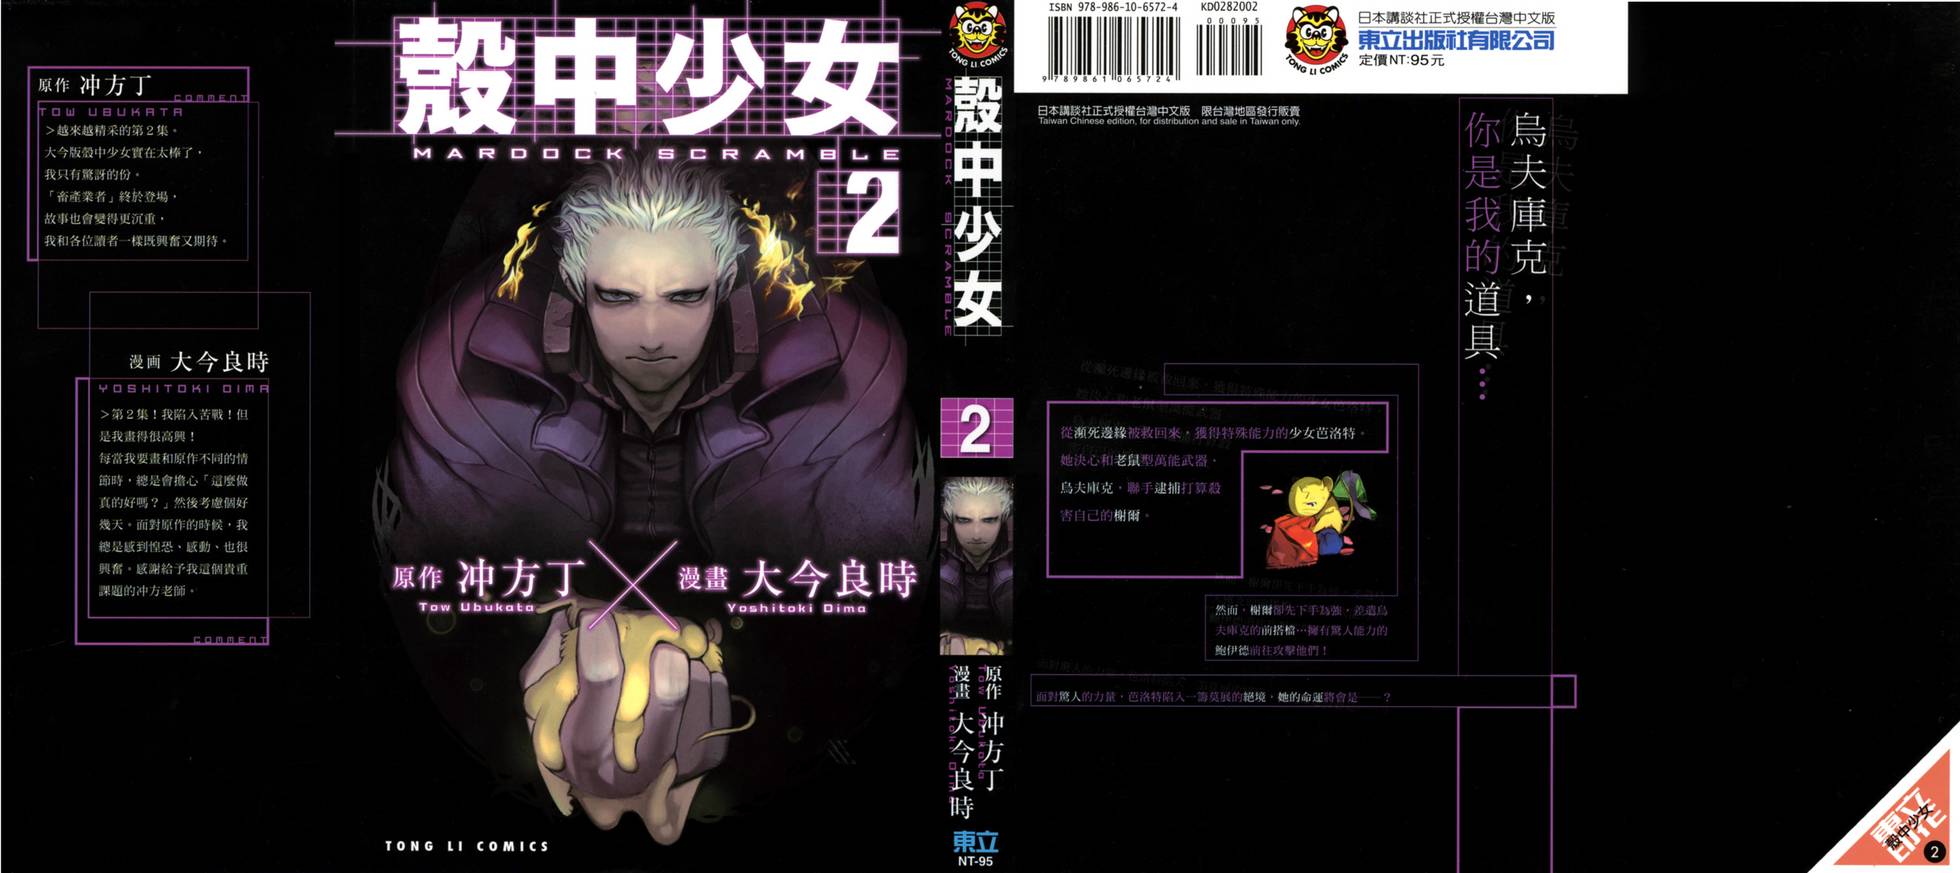 原作 冲方丁
COMMENT
TOW UBUKATA
>越來越精采的第2集。
大今版殼中少女實在太棒了，
我只有驚訝的份。
「畜產業者」終於登場，
故事也會變得更沉重，
我和各位讀者一樣既興奮又期待。
漫画 大今良時
YOSHITOKI OIMA
>第2集！我陷入苦戰！但
是我畫得很高興！
每當我要畫和原作不同的情
節時，總是會擔心「這麼做
真的好嗎？」然後考慮個好
幾天。面對原作的時候，我
總是感到惶恐、感動、也很
興奮。感謝給予我這個貴重
課題的冲方老師。
COMMENT
殼中少女
MARDOCK SCRAMBLE
2
原作 冲方丁
Tow Ubukata
漫畫 大今良時
Yoshitoki Oima
TONG LI COMICS
TONG LI COMICS
殼中少女
MARDOCK SCRAMBLE
2
原作 冲方丁
Tow Ubukata
漫畫 大今良時
Yoshitoki Oima
東立
NT-95
ISBN 978-986-10-6572-4
KD0282002
00095
9 789861 065724
TONG LI COMICS
日本講談社正式授權台灣中文版
東立出版社有限公司
定價NT:95元
日本講談社正式授權台灣中文版 限台灣地區發行販賣
Taiwan Chinese edition, for distribution and sale in Taiwan only.
烏夫庫克，
你是我的道具…
從瀕死邊緣被救回來，獲得特殊能力的少女芭洛特。
她決心和老鼠型萬能武器，
烏夫庫克，聯手逮捕打算殺
害自己的榭爾。
然而，榭爾卻先下手為強，差遣烏
夫庫克的前搭檔…擁有驚人能力的
鮑伊德前往攻擊他們！
面對驚人的力量，芭洛特陷入一籌莫展的絕境，她的命運將會是——？
殼中少女
2